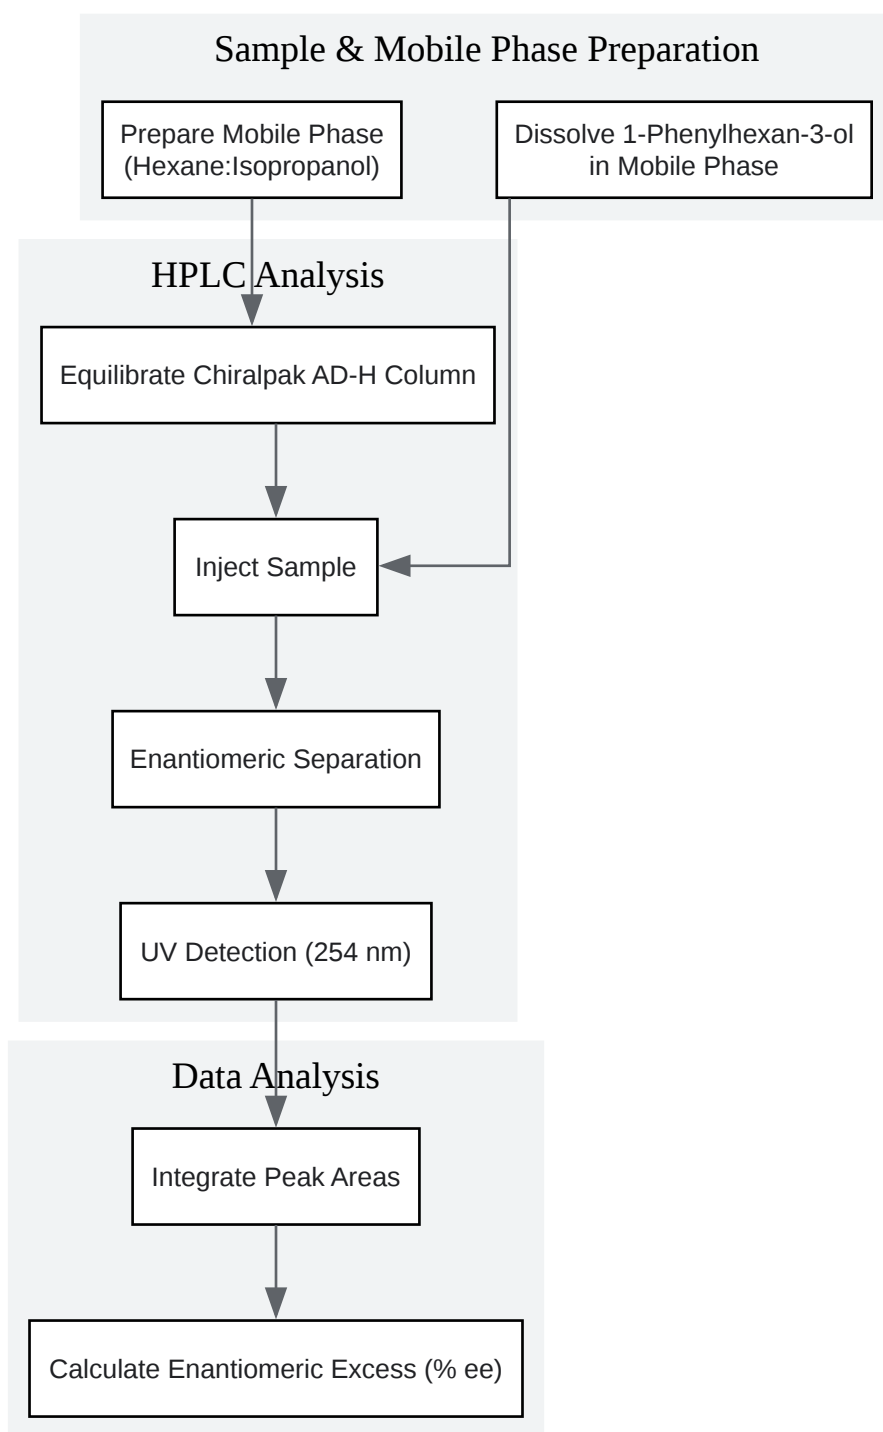 Sample & Mobile Phase Preparation
Prepare Mobile Phase
(Hexane:Isopropanol)
Dissolve 1-Phenylhexan-3-ol
in Mobile Phase
HPLC Analysis
Equilibrate Chiralpak AD-H Column
Inject Sample
Enantiomeric Separation
UV Detection (254 nm)
Data Analysis
Integrate Peak Areas
Calculate Enantiomeric Excess (% ee)